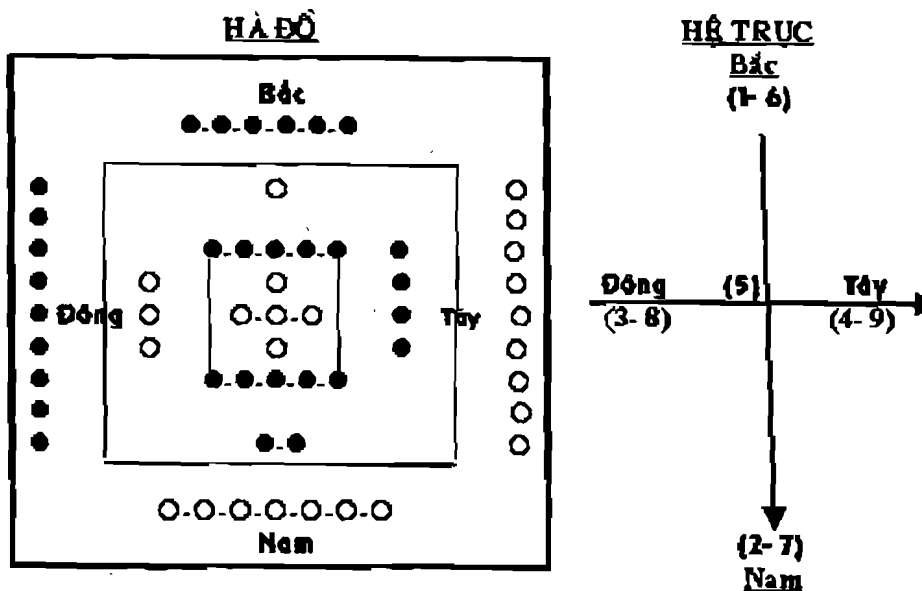 HÀ ĐỒ
Bắc
Đông
Tây
Nam
HỆ TRỤC
Bắc
(1- 6)
Đông
(3- 8)
(5)
Tây
(4- 9)
(2- 7)
Nam